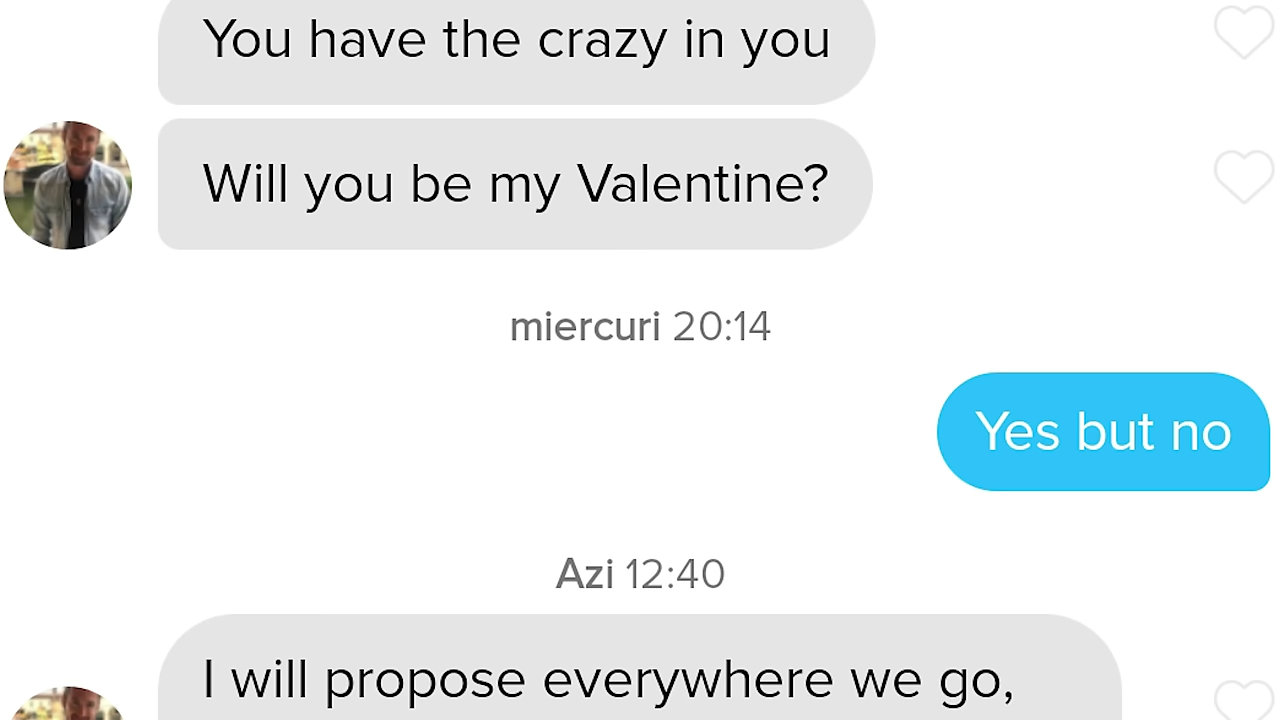 You have the crazy in you
Will you be my Valentine?
miercuri 20:14
Yes but no
Azi 12:40
I will propose everywhere we go,